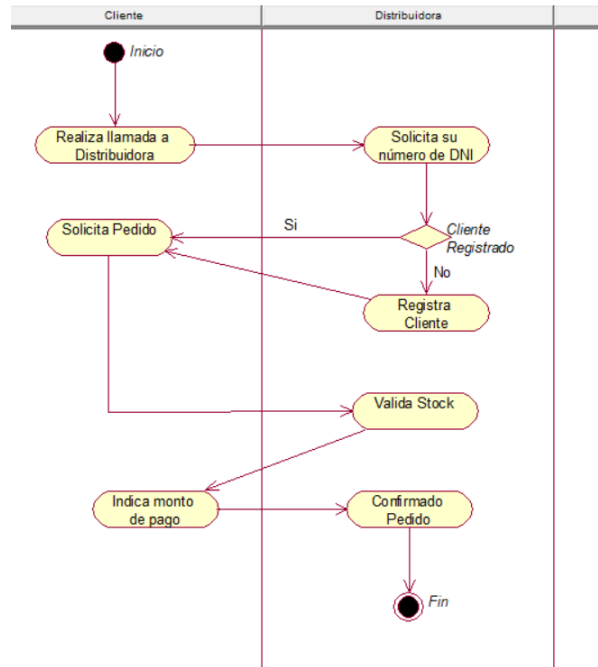 Cliente
Distribuidora
Inicio
Realiza llamada a
Distribuidora
Solicita su
número de DNI
Solicita Pedido
Si
Cliente
Registrado
No
Registra
Cliente
Valida Stock
Indica monto
de pago
Confirmado
Pedido
Fin